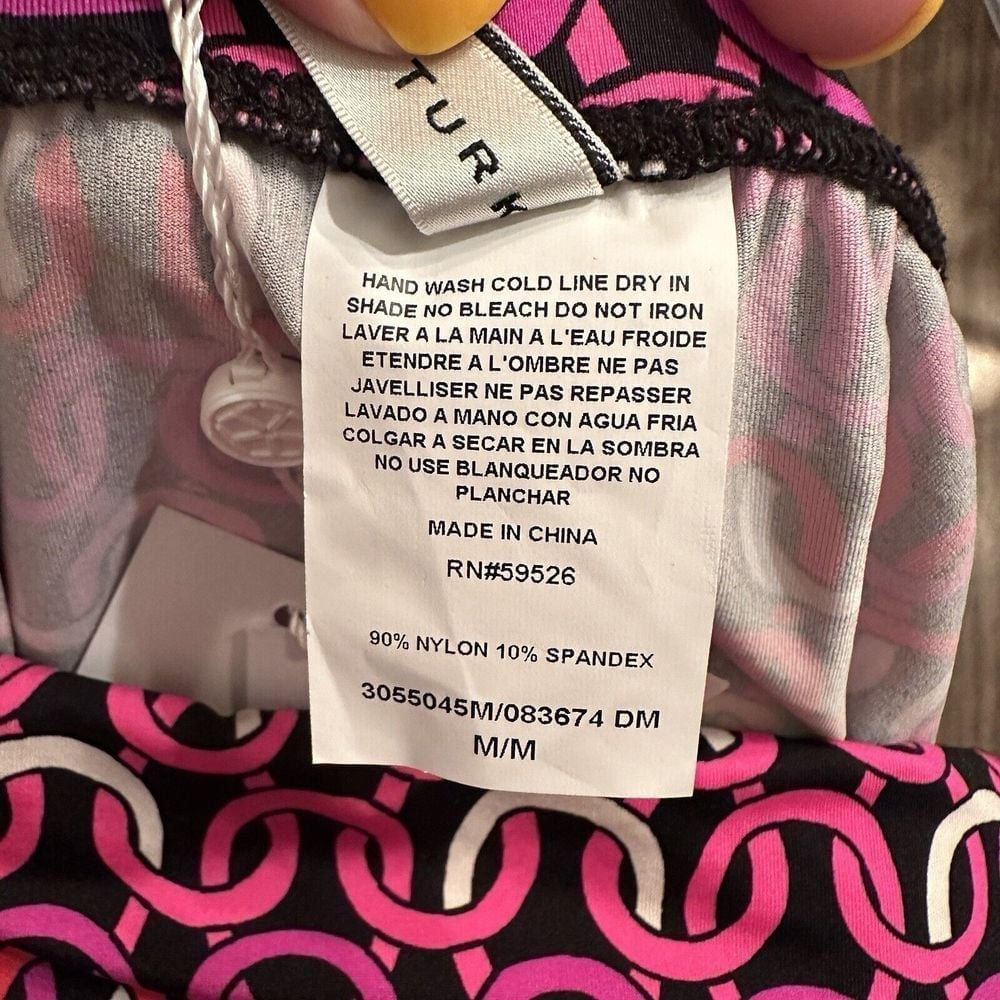 TURK
HAND WASH COLD LINE DRY IN
SHADE NO BLEACH DO NOT IRON
LAVER A LA MAIN A L'EAU FROIDE
ETENDRE A L'OMBRE NE PAS
JAVELLISER NE PAS REPASSER
LAVADO A MANO CON AGUA FRIA
COLGAR A SECAR EN LA SOMBRA
NO USE BLANQUEADOR NO
PLANCHAR
MADE IN CHINA
RN#59526
90% NYLON 10% SPANDEX
3055045M/083674 DM
M/M